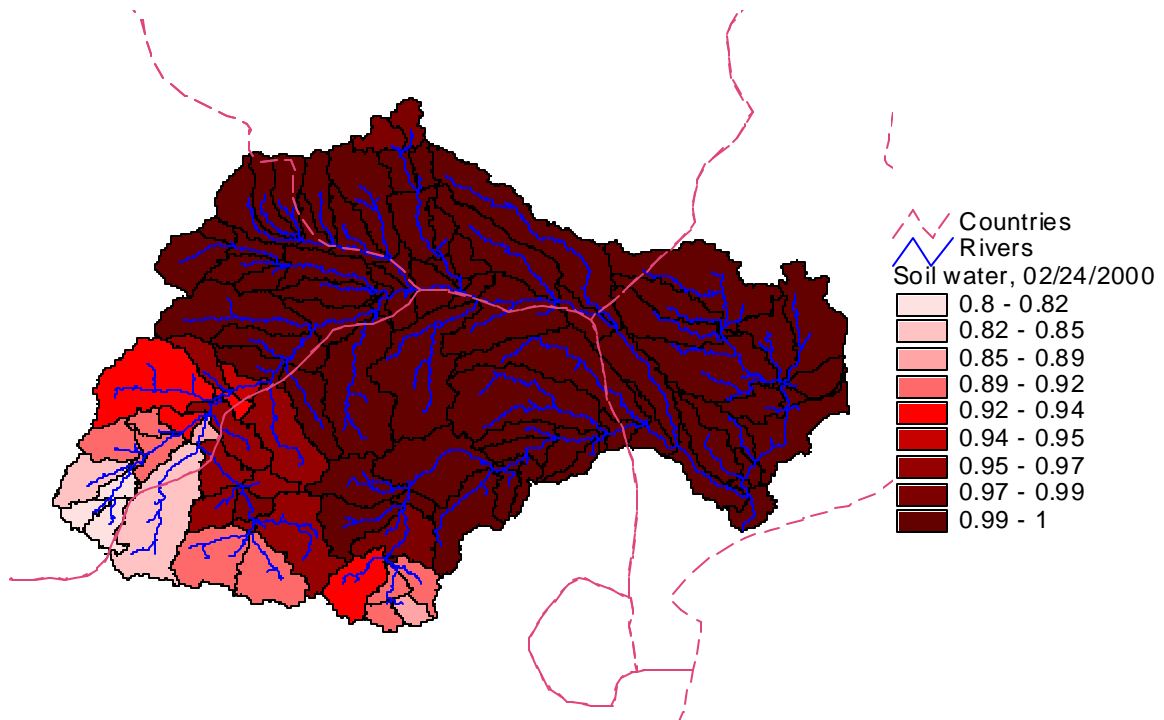 Countries
Rivers
Soil water, 02/24/2000
0.8 - 0.82
0.82 - 0.85
0.85 - 0.89
0.89 - 0.92
0.92 - 0.94
0.94 - 0.95
0.95 - 0.97
0.97 - 0.99
0.99 - 1